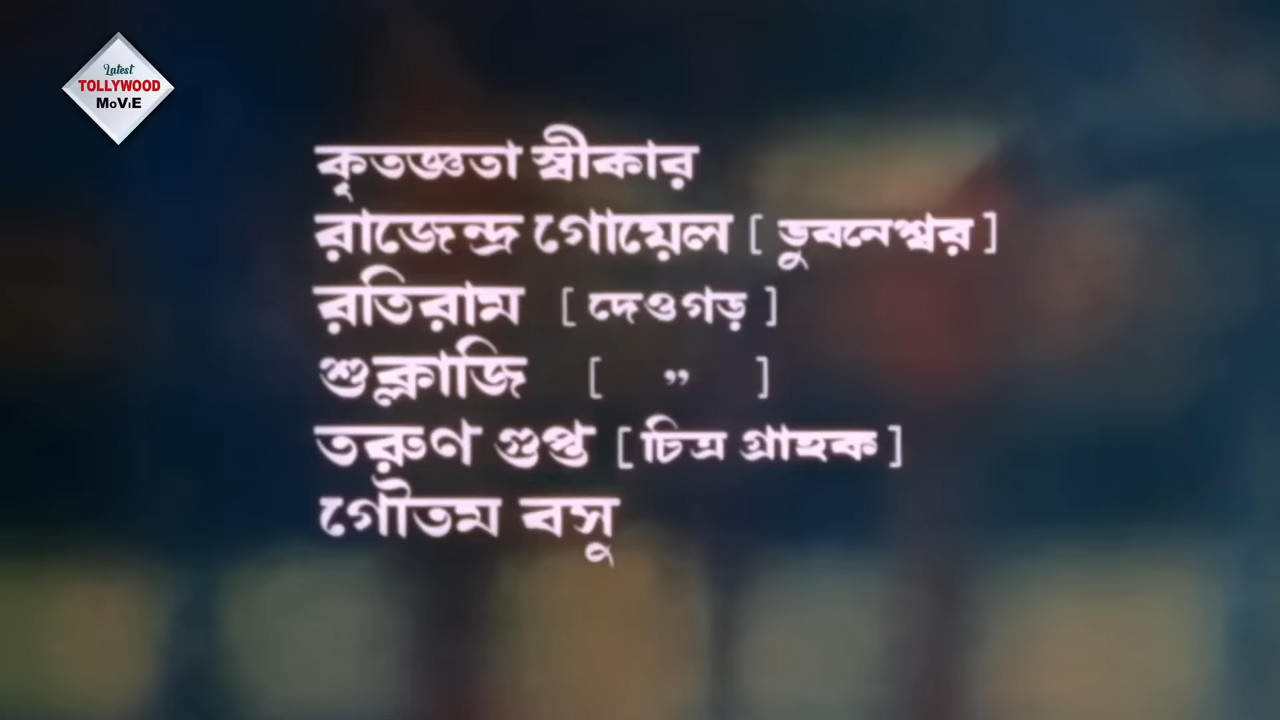 Latest
TOLLYWOOD
MoViE
কৃতজ্ঞতা স্বীকার
রাজেন্দ্র গোয়েল [ ভুবনেশ্বর ]
রতিরাম [ দেওগড় ]
শুক্লাজি [ ” ]
তরুণ গুপ্ত [ চিত্র গ্রাহক ]
গৌতম বসু